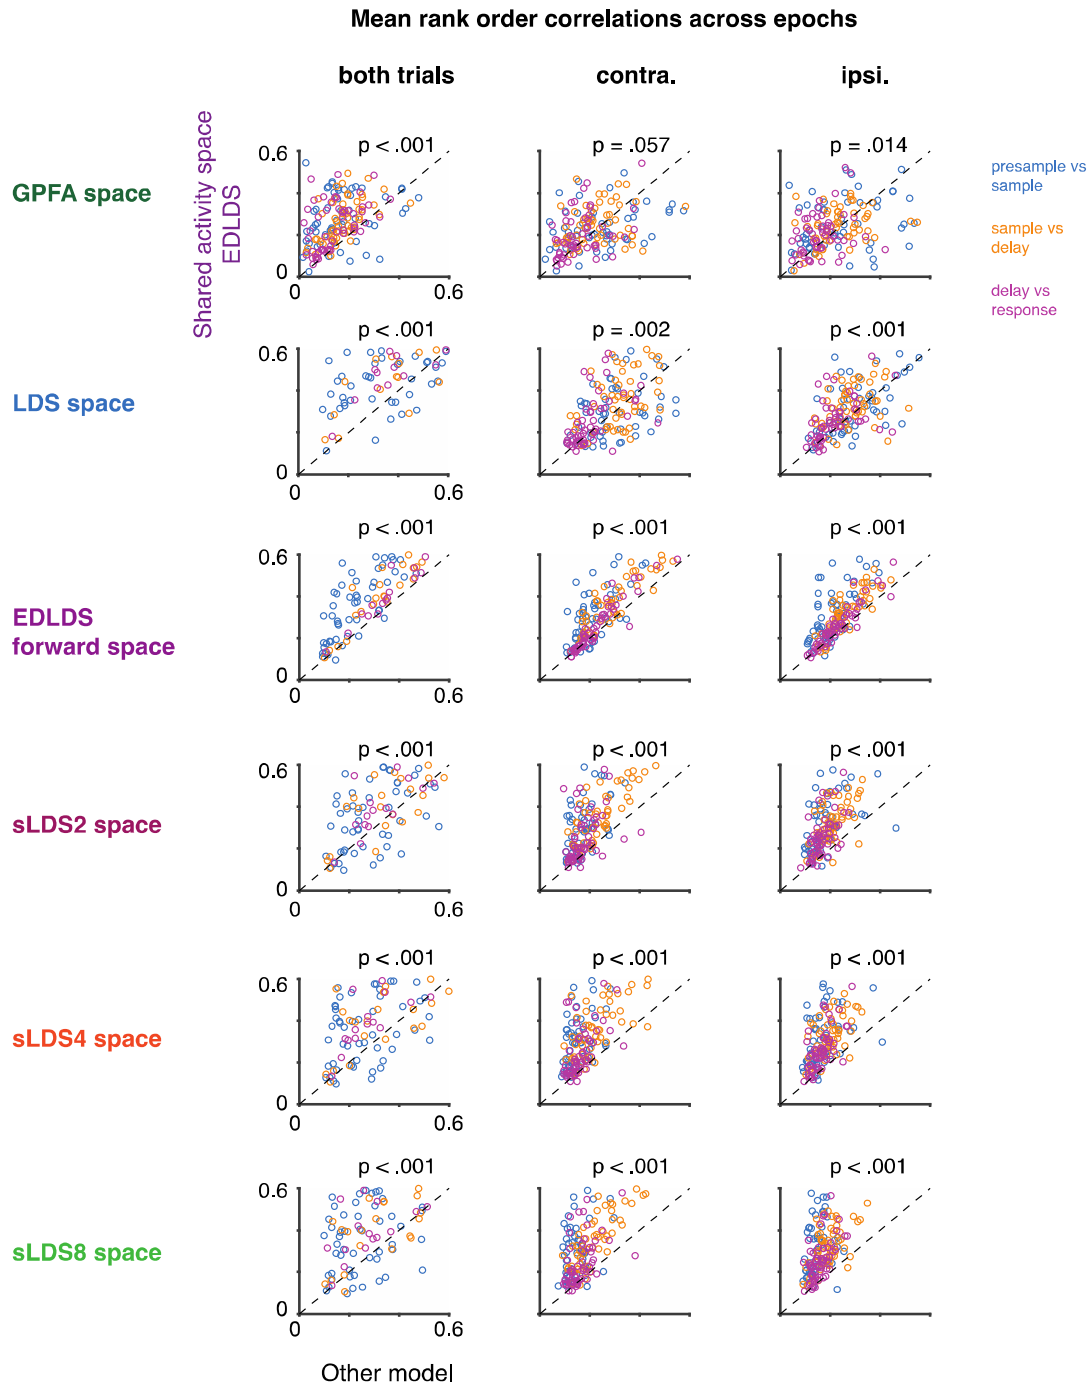 Mean rank order correlations across epochs
both trials
contra.
ipsi.
Shared activity space
EDLDS
GPFA space
p < .001
p = .057
p = .014
0.6
0
0
0.6
presample vs
sample
sample vs
delay
delay vs
response
LDS space
p < .001
p = .002
p < .001
0.6
0
0
0.6
EDLDS
forward space
p < .001
p < .001
p < .001
0.6
0
0
0.6
sLDS2 space
p < .001
p < .001
p < .001
0.6
0
0
0.6
sLDS4 space
p < .001
p < .001
p < .001
0.6
0
0
0.6
sLDS8 space
p < .001
p < .001
p < .001
0.6
0
0
0.6
Other model